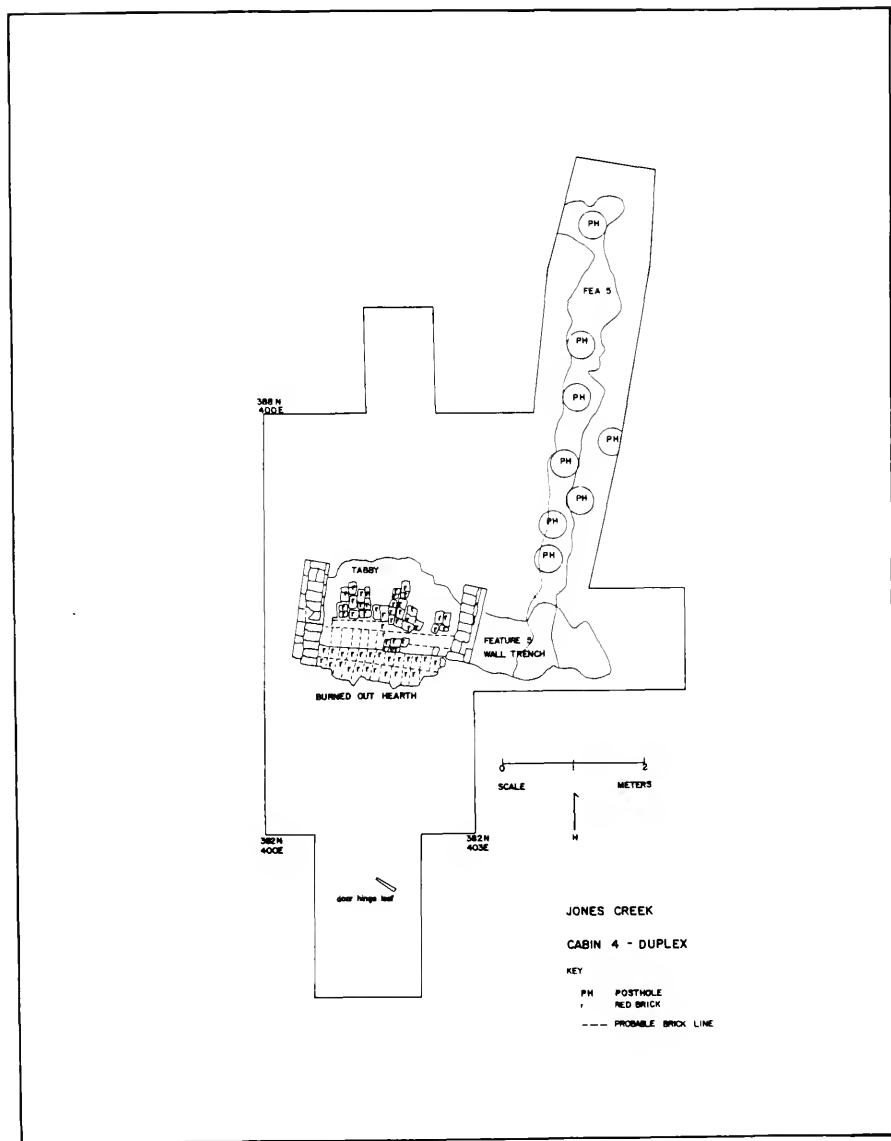 PH
FEA 5
PH
PH
388 N
400 E
PH
PH
PH
PH
PH
TABBY
FEATURE 5
WALL TRENCH
BURNED OUT HEARTH
0 1 2
SCALE METERS
N
382 N
400 E
382 N
403 E
door hinge leaf
JONES CREEK
CABIN 4 - DUPLEX
KEY
PH POSTHOLE
r RED BRICK
---- PROBABLE BRICK LINE